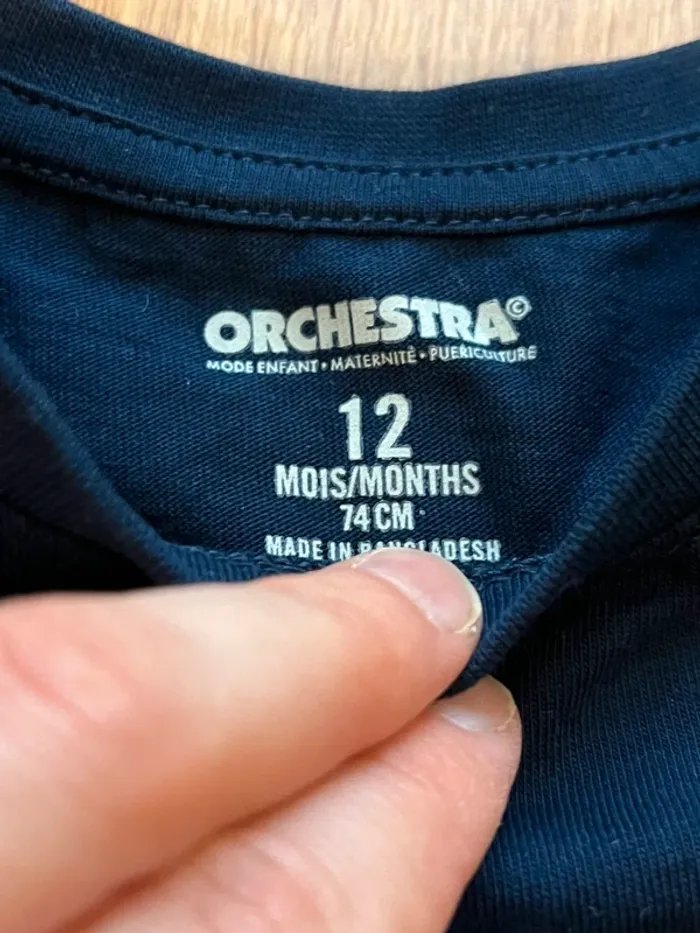 ORCHESTRA©
MODE ENFANT • MATERNITÉ • PUERICULTURE
12
MOIS/MONTHS
74 CM
MADE IN BANGLADESH